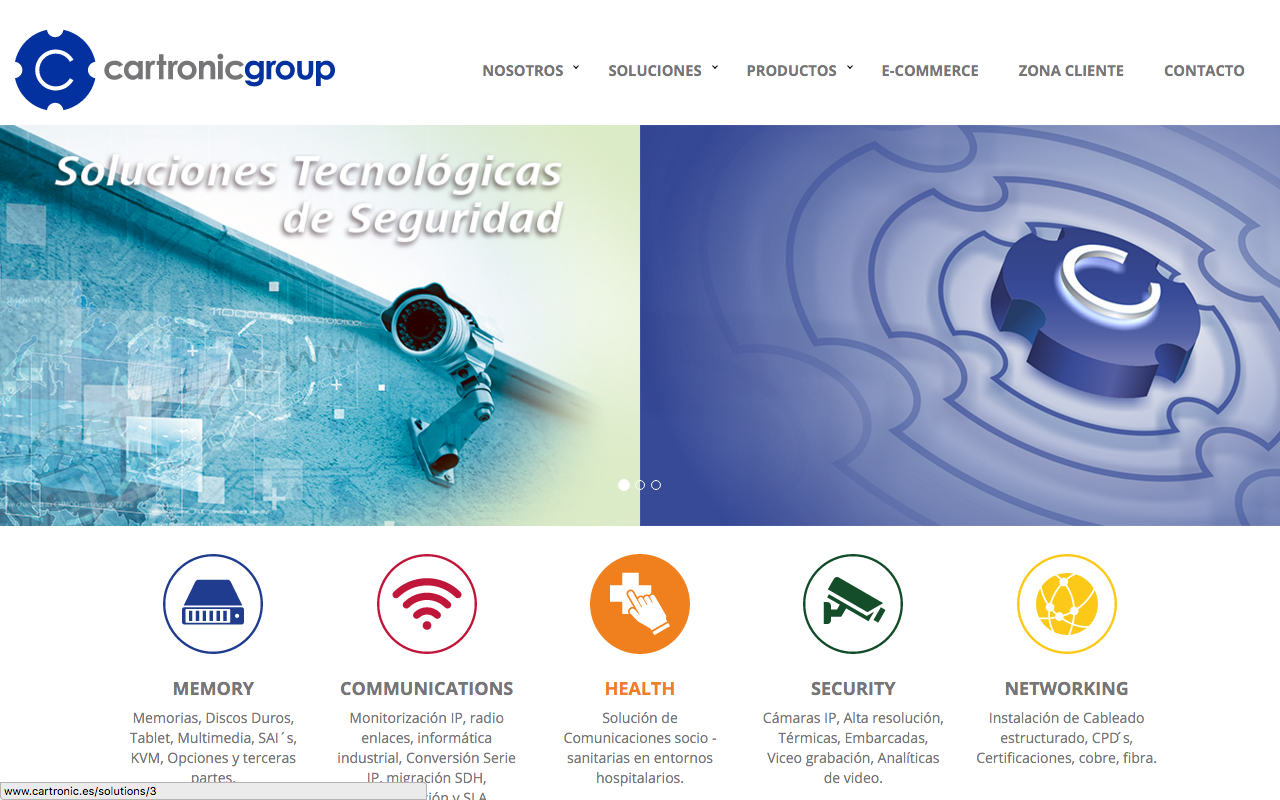 cartronicgroup
NOSOTROS
SOLUCIONES
PRODUCTOS
E-COMMERCE
ZONA CLIENTE
CONTACTO
Soluciones Tecnológicas
de Seguridad
MEMORY
Memorias, Discos Duros,
Tablet, Multimedia, SAI´s,
KVM, Opciones y terceras
partes.
COMMUNICATIONS
Monitorización IP, radio
enlaces, informática
industrial, Conversión Serie
IP, migración SDH,
ión y SLA
HEALTH
Solución de
Comunicaciones socio -
sanitarias en entornos
hospitalarios.
SECURITY
Cámaras IP, Alta resolución,
Térmicas, Embarcadas,
Viceo grabación, Analíticas
de video.
NETWORKING
Instalación de Cableado
estructurado, CPD´s,
Certificaciones, cobre, fibra.
www.cartronic.es/solutions/3